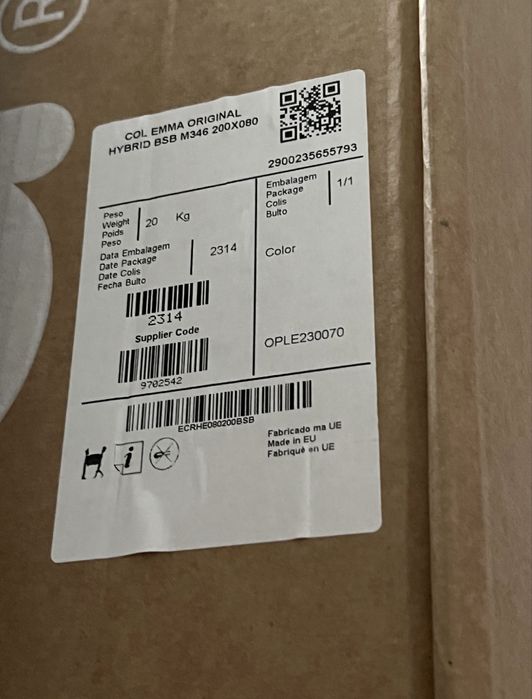 R
COL EMMA ORIGINAL
HYBRID BSB M346 200X080
2900235655793
Peso
Weight
Poids
Peso
20 Kg
Embalagem
Package
Colis
Bulto
1/1
Data Embalagem
Date Package
Date Colis
Fecha Bulto
2314
Color
2314
Supplier Code
9702542
OPLE230070
ECRHE080200BSB
i
Fabricado ma UE
Made in EU
Fabriqué en UE